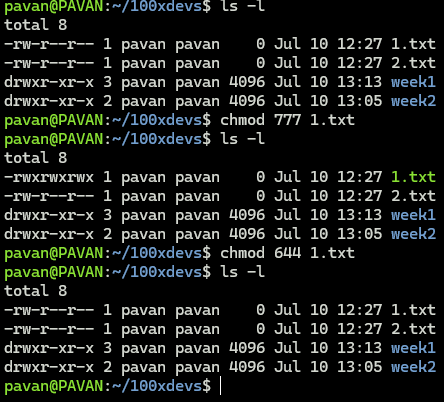 pavan@PAVAN:~/100xdevs$ ls -l
total 8
-rw-r--r-- 1 pavan pavan    0 Jul 10 12:27 1.txt
-rw-r--r-- 1 pavan pavan    0 Jul 10 12:27 2.txt
drwxr-xr-x 3 pavan pavan 4096 Jul 10 13:13 week1
drwxr-xr-x 2 pavan pavan 4096 Jul 10 13:05 week2
pavan@PAVAN:~/100xdevs$ chmod 777 1.txt
pavan@PAVAN:~/100xdevs$ ls -l
total 8
-rwxrwxrwx 1 pavan pavan    0 Jul 10 12:27 1.txt
-rw-r--r-- 1 pavan pavan    0 Jul 10 12:27 2.txt
drwxr-xr-x 3 pavan pavan 4096 Jul 10 13:13 week1
drwxr-xr-x 2 pavan pavan 4096 Jul 10 13:05 week2
pavan@PAVAN:~/100xdevs$ chmod 644 1.txt
pavan@PAVAN:~/100xdevs$ ls -l
total 8
-rw-r--r-- 1 pavan pavan    0 Jul 10 12:27 1.txt
-rw-r--r-- 1 pavan pavan    0 Jul 10 12:27 2.txt
drwxr-xr-x 3 pavan pavan 4096 Jul 10 13:13 week1
drwxr-xr-x 2 pavan pavan 4096 Jul 10 13:05 week2
pavan@PAVAN:~/100xdevs$